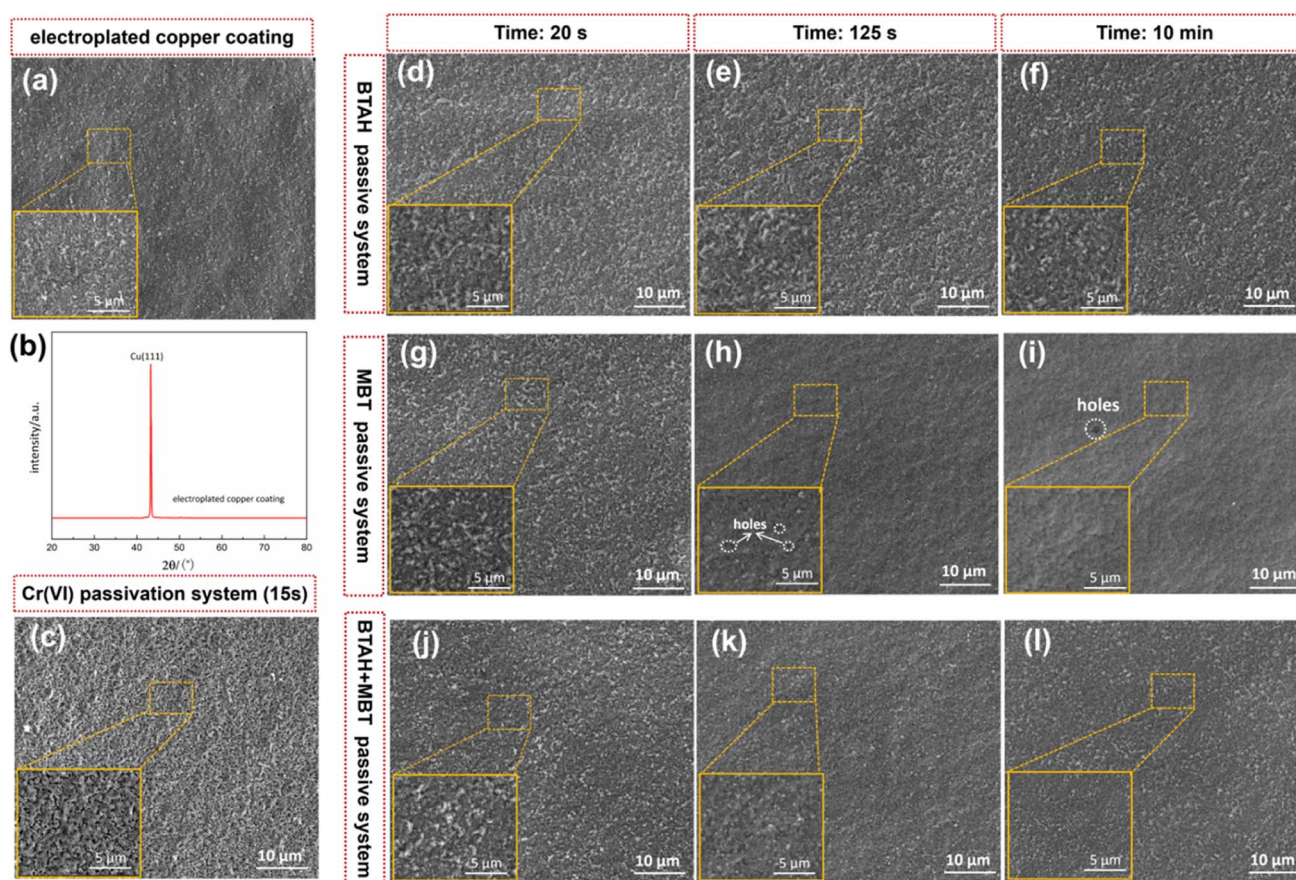 electroplated copper coating
(a)
5 μm
(b)
Cu(111)
intensity/a.u.
electroplated copper coating
20 30 40 50 60 70 80
2θ/(°)
Cr(VI) passivation system (15s)
(c)
5 μm
10 μm
Time: 20 s
Time: 125 s
Time: 10 min
BTAH passive system
(d)
5 μm
10 μm
(e)
5 μm
10 μm
(f)
5 μm
10 μm
MBT passive system
(g)
5 μm
10 μm
(h)
holes
5 μm
10 μm
(i)
holes
5 μm
10 μm
BTAH+MBT passive system
(j)
5 μm
10 μm
(k)
5 μm
10 μm
(l)
5 μm
10 μm